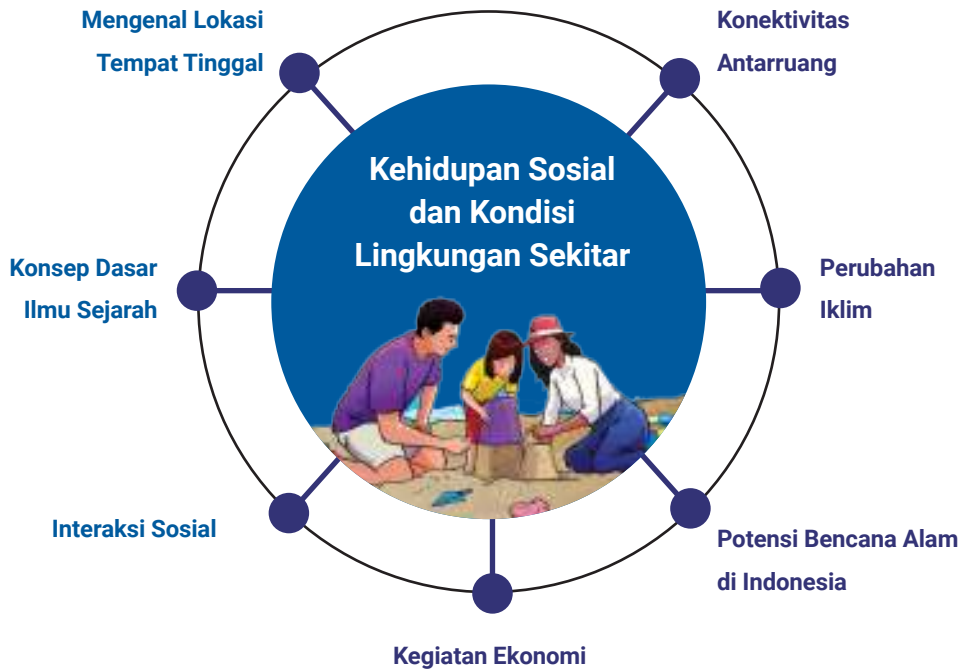 Mengenal Lokasi
Tempat Tinggal
Konektivitas
Antarruang
Kehidupan Sosial
dan Kondisi
Lingkungan Sekitar
Konsep Dasar
Ilmu Sejarah
Perubahan
Iklim
Interaksi Sosial
Potensi Bencana Alam
di Indonesia
Kegiatan Ekonomi